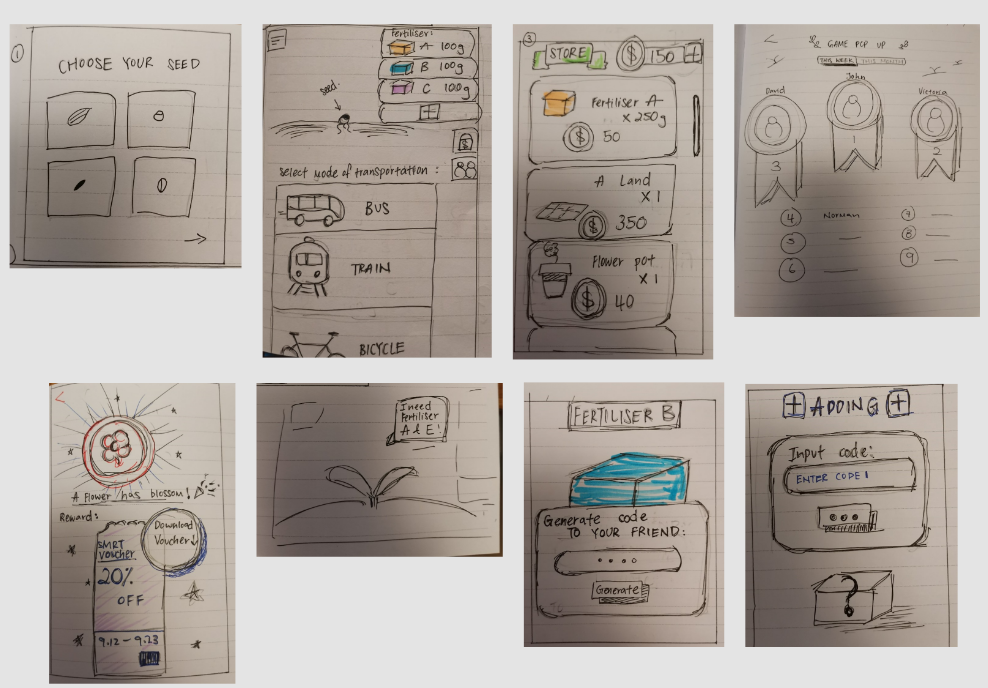 1
CHOOSE YOUR SEED
Fertiliser:
A 100g
B 100g
C 100g
seed
Select mode of transportation:
BUS
TRAIN
BICYCLE
3
STORE
$ 150 +
Fertiliser A
x 250g
$ 50
A Land
x 1
$ 350
Flower pot
x 1
$ 40
GAME POP UP
THIS WEEK THIS MONTH
David
John
Victoria
3
1
2
4 Norman
5
6
7
8
9
A flower has blossom!
Reward:
Download
Voucher↓
SMRT
VOUCHER
20%
OFF
9.12 - 9.23
I need
Fertiliser
A & E!
FERTILISER B
Generate code
TO YOUR FRIEND:
Generate
+ ADDING +
Input code:
ENTER CODE
?